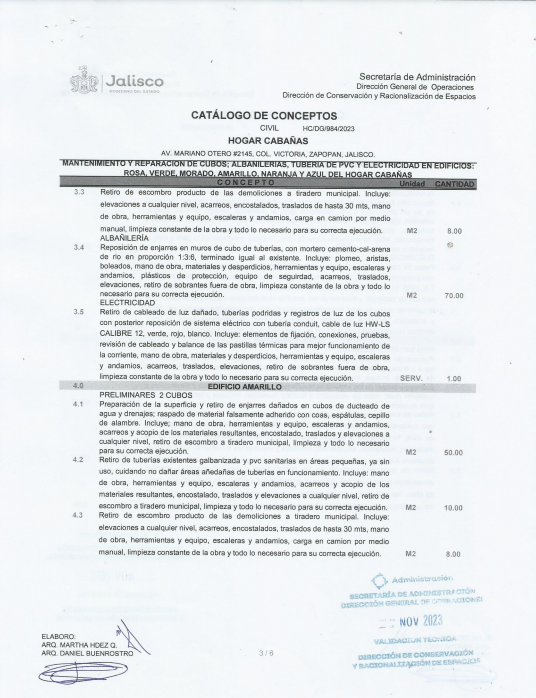 Jalisco
GOBIERNO DEL ESTADO
Secretaría de Administración
Dirección General de Operaciones
Dirección de Conservación y Racionalización de Espacios
CATÁLOGO DE CONCEPTOS
CIVIL HC/DG/984/2023
HOGAR CABAÑAS
AV. MARIANO OTERO #2145, COL. VICTORIA, ZAPOPAN, JALISCO.
MANTENIMIENTO Y REPARACION DE CUBOS; ALBAÑILERIAS, TUBERIA DE PVC Y ELECTRICIDAD EN EDIFICIOS:
ROSA, VERDE, MORADO, AMARILLO, NARANJA Y AZUL DEL HOGAR CABAÑAS
CONCEPTO Unidad CANTIDAD
3.3 Retiro de escombro producto de las demoliciones a tiradero municipal. Incluye:
elevaciones a cualquier nivel, acarreos, encostalados, traslados de hasta 30 mts, mano
de obra, herramientas y equipo, escaleras y andamios, carga en camion por medio
manual, limpieza constante de la obra y todo lo necesario para su correcta ejecución. M2 8.00
ALBAÑILERÍA
3.4 Reposición de enjarres en muros de cubo de tuberías, con mortero cemento-cal-arena
de rio en proporción 1:3:6, terminado igual al existente. Incluye: plomeo, aristas,
boleados, mano de obra, materiales y desperdicios, herramientas y equipo, escaleras y
andamios, plásticos de protección, equipo de seguirdad, acarreos, traslados,
elevaciones, retiro de sobrantes fuera de obra, limpieza constante de la obra y todo lo
necesario para su correcta ejecución. M2 70.00
ELECTRICIDAD
3.5 Retiro de cableado de luz dañado, tuberías podridas y registros de luz de los cubos
con posterior reposición de sistema eléctrico con tubería conduit, cable de luz HW-LS
CALIBRE 12, verde, rojo, blanco. Incluye: elementos de fijación, conexiones, pruebas,
revisión de cableado y balance de las pastillas térmicas para mejor funcionamiento de
la corriente, mano de obra, materiales y desperdicios, herramientas y equipo, escaleras
y andamios, acarreos, traslados, elevaciones, retiro de sobrantes fuera de obra,
limpieza constante de la obra y todo lo necesario para su correcta ejecución. SERV. 1.00
4.0 EDIFICIO AMARILLO
PRELIMINARES 2 CUBOS
4.1 Preparación de la superficie y retiro de enjarres dañados en cubos de ducteado de
agua y drenajes; raspado de material falsamente adherido con coas, espátulas, cepillo
de alambre. Incluye; mano de obra, herramientas y equipo, escaleras y andamios,
acarreos y acopio de los materiales resultantes, encostalado, traslados y elevaciones a
cualquier nivel, retiro de escombro a tiradero municipal, limpieza y todo lo necesario
para su correcta ejecución. M2 50.00
4.2 Retiro de tuberías existentes galbanizada y pvc sanitarias en áreas pequeñas, ya sin
uso, cuidando no dañar áreas añedañas de tuberías en funcionamiento. Incluye: mano
de obra, herramientas y equipo, escaleras y andamios, acarreos y acopio de los
materiales resultantes, encostalado, traslados y elevaciones a cualquier nivel, retiro de
escombro a tiradero municipal, limpieza y todo lo necesario para su correcta ejecución. M2 10.00
4.3 Retiro de escombro producto de las demoliciones a tiradero municipal. Incluye:
elevaciones a cualquier nivel, acarreos, encostalados, traslados de hasta 30 mts, mano
de obra, herramientas y equipo, escaleras y andamios, carga en camion por medio
manual, limpieza constante de la obra y todo lo necesario para su correcta ejecución. M2 8.00
Administración
SECRETARÍA DE ADMINISTRACIÓN
DIRECCIÓN GENERAL DE OPERACIONES
NOV 2023
VALIDACIÓN TÉCNICA
DIRECCIÓN DE CONSERVACIÓN
Y RACIONALIZACIÓN DE ESPACIOS
ELABORO:
ARQ. MARTHA HDEZ Q.
ARQ. DANIEL BUENROSTRO
3 / 6